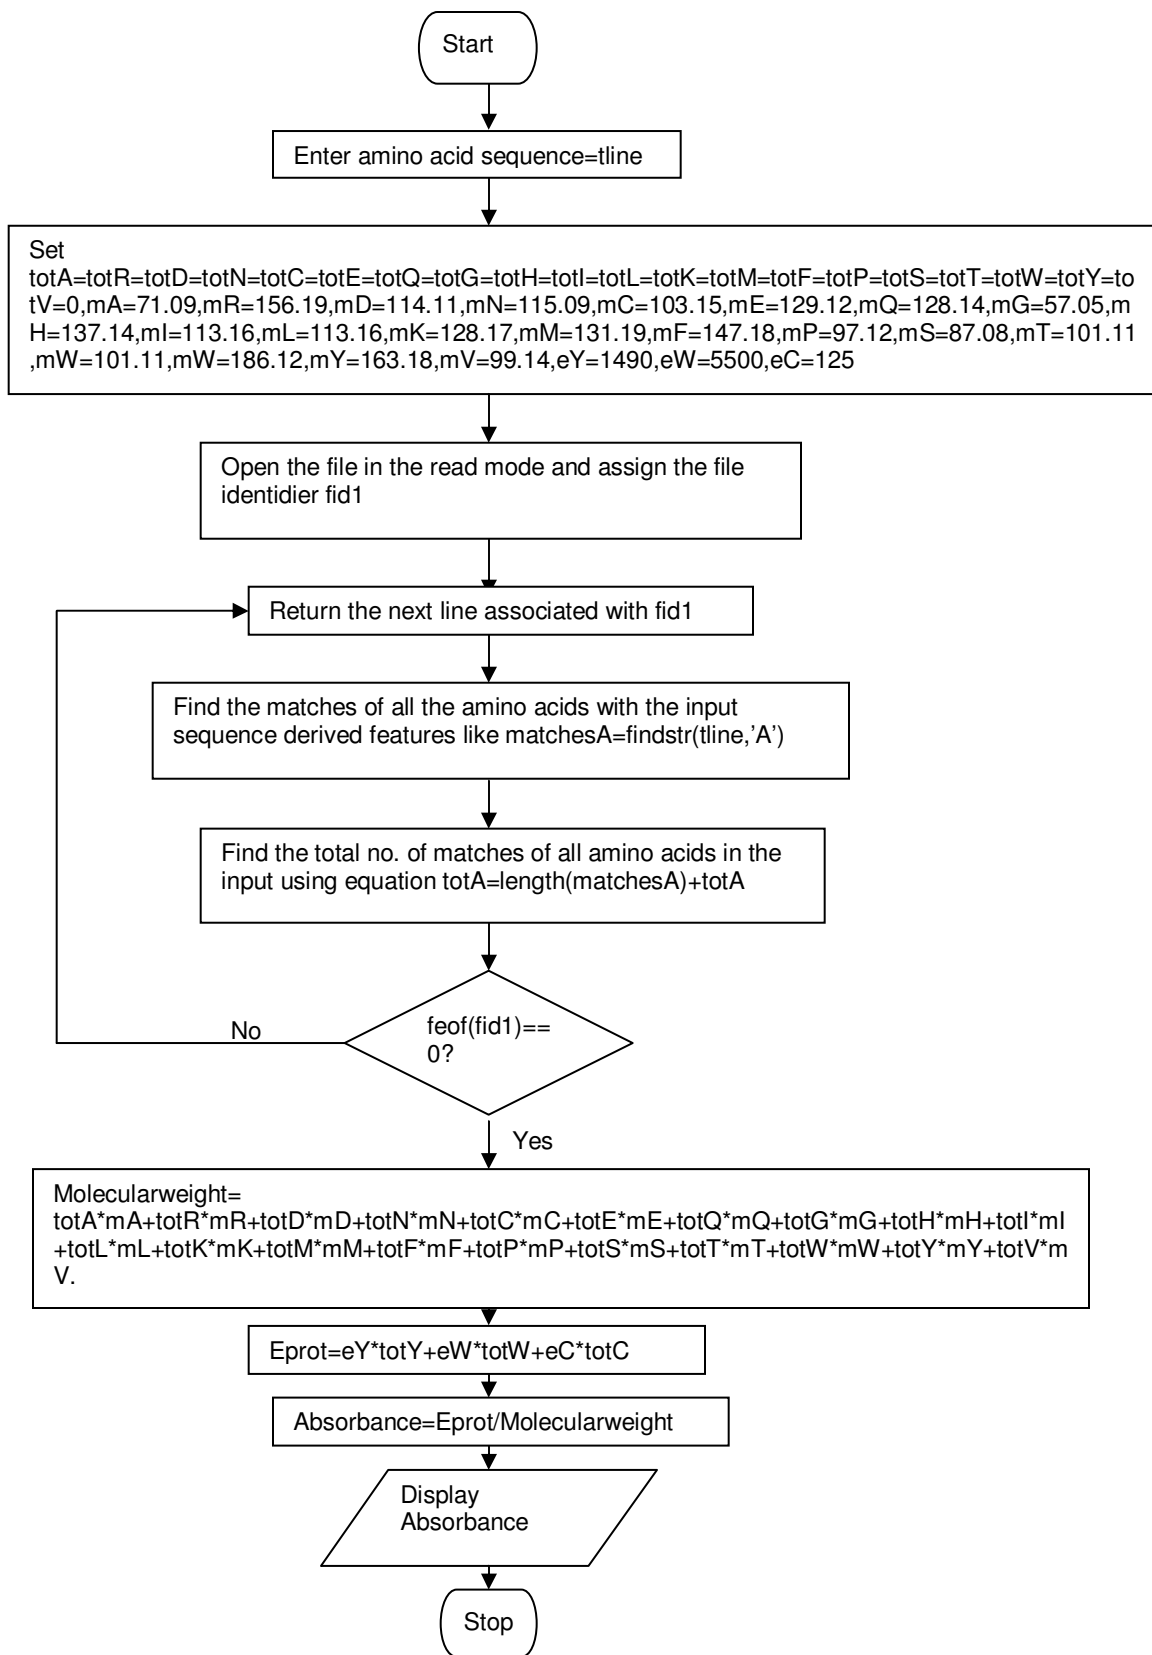 Start
Enter amino acid sequence=tline
Set
totA=totR=totD=totN=totC=totE=totQ=totG=totH=totI=totL=totK=totM=totF=totP=totS=totT=totW=totY=to
tV=0,mA=71.09,mR=156.19,mD=114.11,mN=115.09,mC=103.15,mE=129.12,mQ=128.14,mG=57.05,m
H=137.14,mI=113.16,mL=113.16,mK=128.17,mM=131.19,mF=147.18,mP=97.12,mS=87.08,mT=101.11
,mW=101.11,mW=186.12,mY=163.18,mV=99.14,eY=1490,eW=5500,eC=125
Open the file in the read mode and assign the file
identidier fid1
Return the next line associated with fid1
Find the matches of all the amino acids with the input
sequence derived features like matchesA=findstr(tline,'A')
Find the total no. of matches of all amino acids in the
input using equation totA=length(matchesA)+totA
feof(fid1)==
0?
No
Yes
Molecularweight=
totA*mA+totR*mR+totD*mD+totN*mN+totC*mC+totE*mE+totQ*mQ+totG*mG+totH*mH+totI*mI
+totL*mL+totK*mK+totM*mM+totF*mF+totP*mP+totS*mS+totT*mT+totW*mW+totY*mY+totV*m
V.
Eprot=eY*totY+eW*totW+eC*totC
Absorbance=Eprot/Molecularweight
Display
Absorbance
Stop